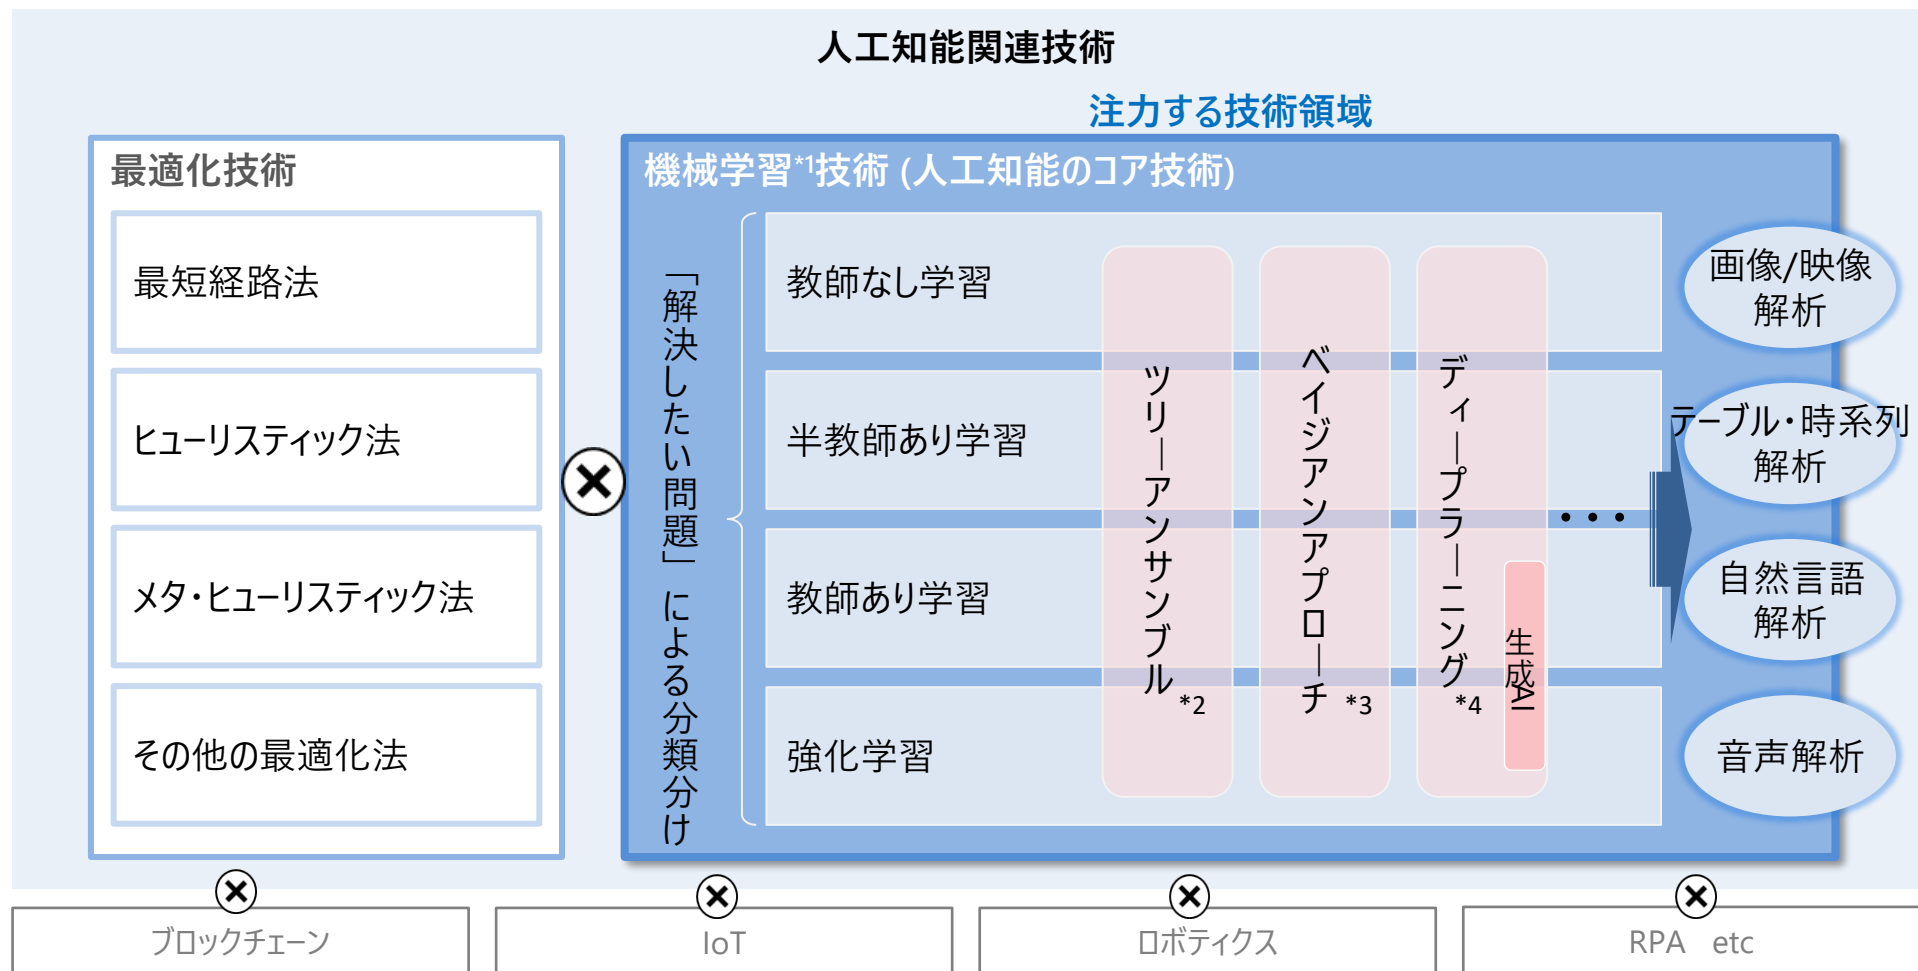 人工知能関連技術
注力する技術領域
最適化技術
最短経路法
ヒューリスティック法
メタ・ヒューリスティック法
その他の最適化法
機械学習*1技術 (人工知能のコア技術)
「解決したい問題」による分類分け
教師なし学習
半教師あり学習
教師あり学習
強化学習
ツリーアンサンブル*2
ベイジアンアプローチ*3
ディープラーニング*4
生成AI
・・・
画像/映像
解析
テーブル・時系列
解析
自然言語
解析
音声解析
ブロックチェーン
IoT
ロボティクス
RPA etc